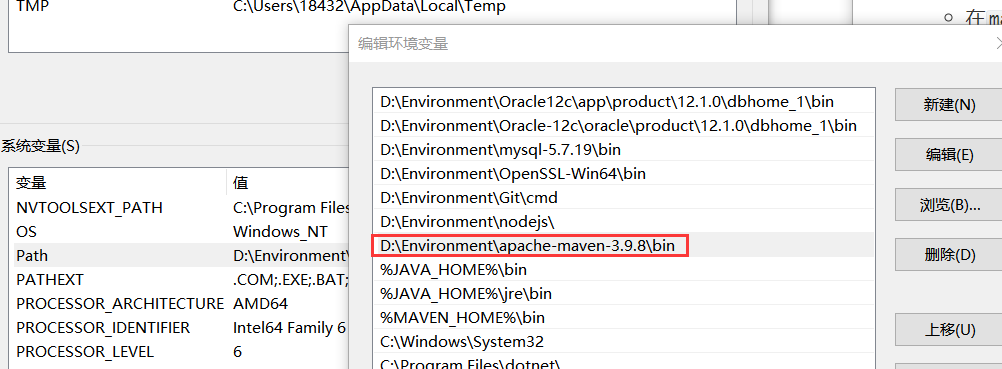 TMP C:\Users\18432\AppData\Local\Temp
在 ma
编辑环境变量
D:\Environment\Oracle12c\app\product\12.1.0\dbhome_1\bin
D:\Environment\Oracle-12c\oracle\product\12.1.0\dbhome_1\bin
D:\Environment\mysql-5.7.19\bin
D:\Environment\OpenSSL-Win64\bin
D:\Environment\Git\cmd
D:\Environment\nodejs\
D:\Environment\apache-maven-3.9.8\bin
%JAVA_HOME%\bin
%JAVA_HOME%\jre\bin
%MAVEN_HOME%\bin
C:\Windows\System32
C:\Program Files\dotnet\
新建(N)
编辑(E)
浏览(B)...
删除(D)
上移(U)
系统变量(S)
变量 值
NVTOOLSEXT_PATH C:\Program Files
OS Windows_NT
Path D:\Environment\
PATHEXT .COM;.EXE;.BAT;
PROCESSOR_ARCHITECTURE AMD64
PROCESSOR_IDENTIFIER Intel64 Family 6
PROCESSOR_LEVEL 6